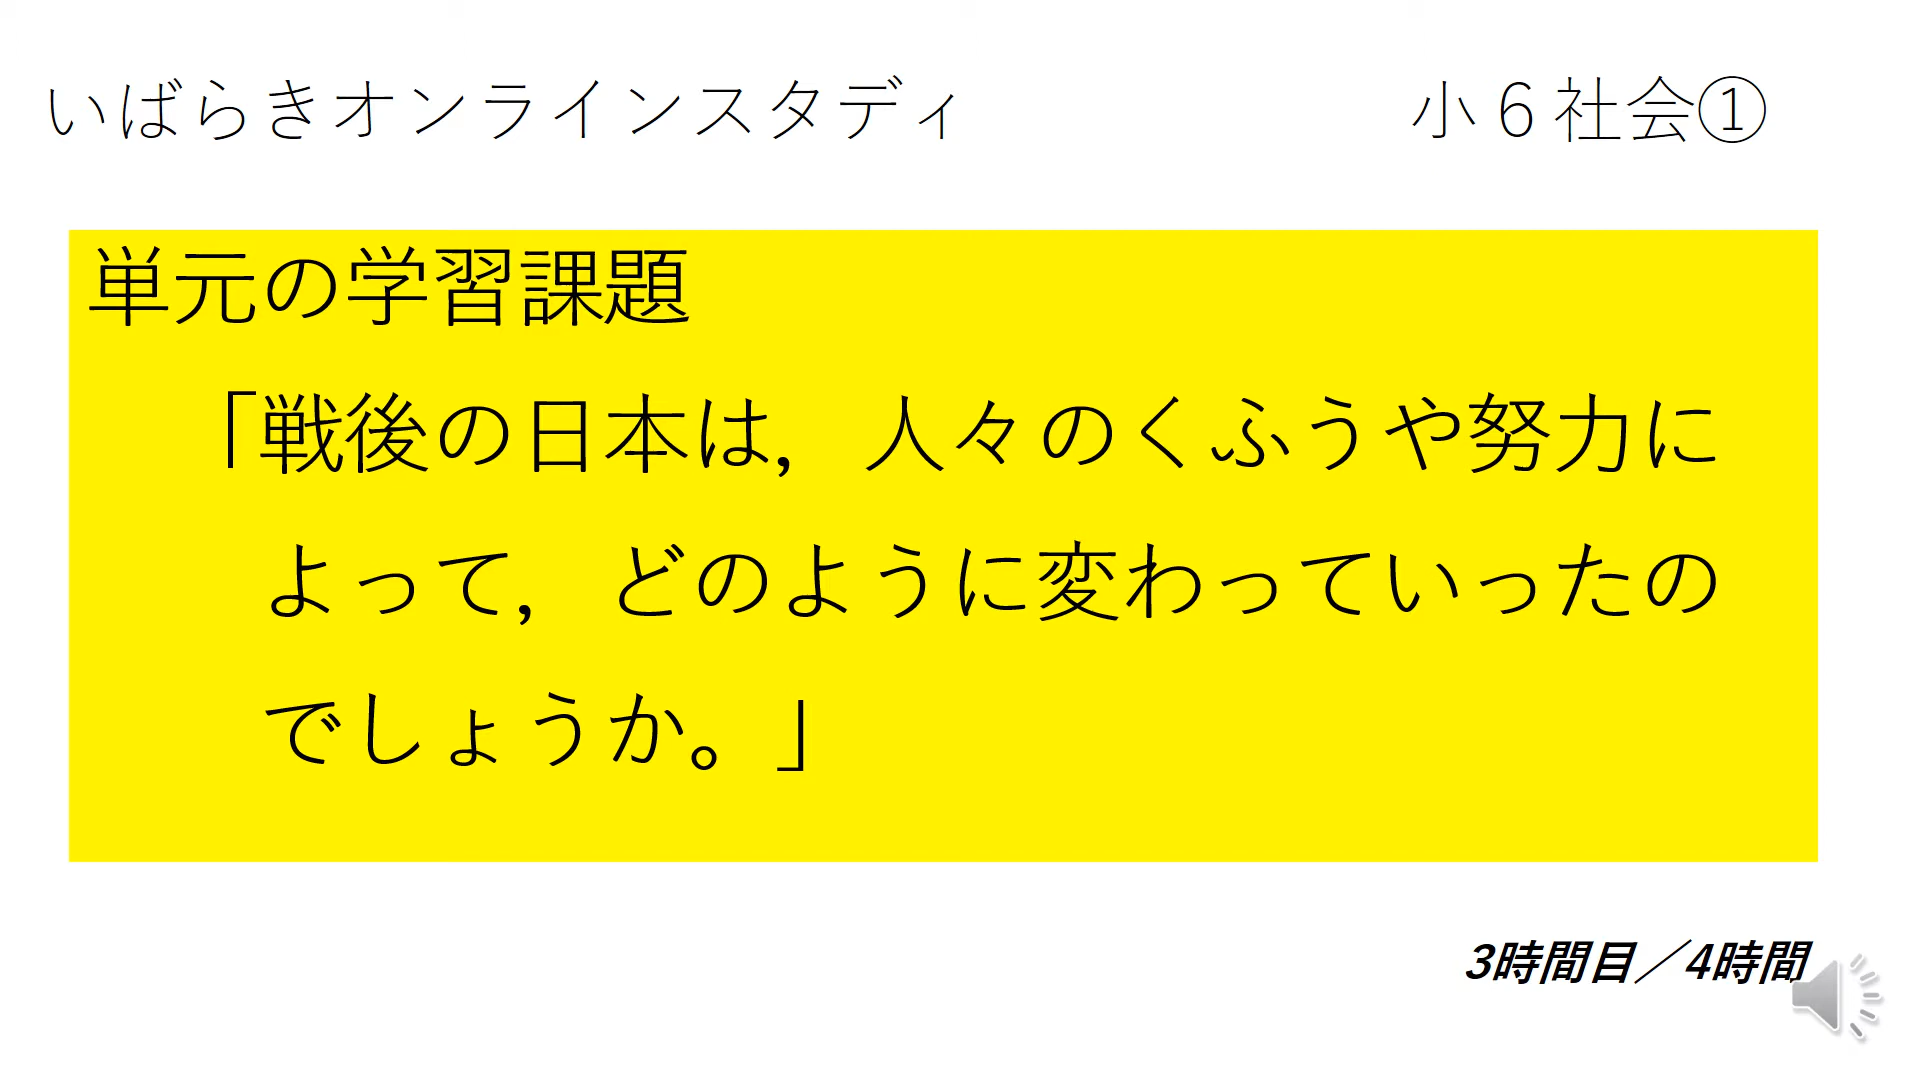 いばらきオンラインスタディ 小６社会①
単元の学習課題
「戦後の日本は，人々のくふうや努力に
よって，どのように変わっていったの
でしょうか。」
3時間目／4時間